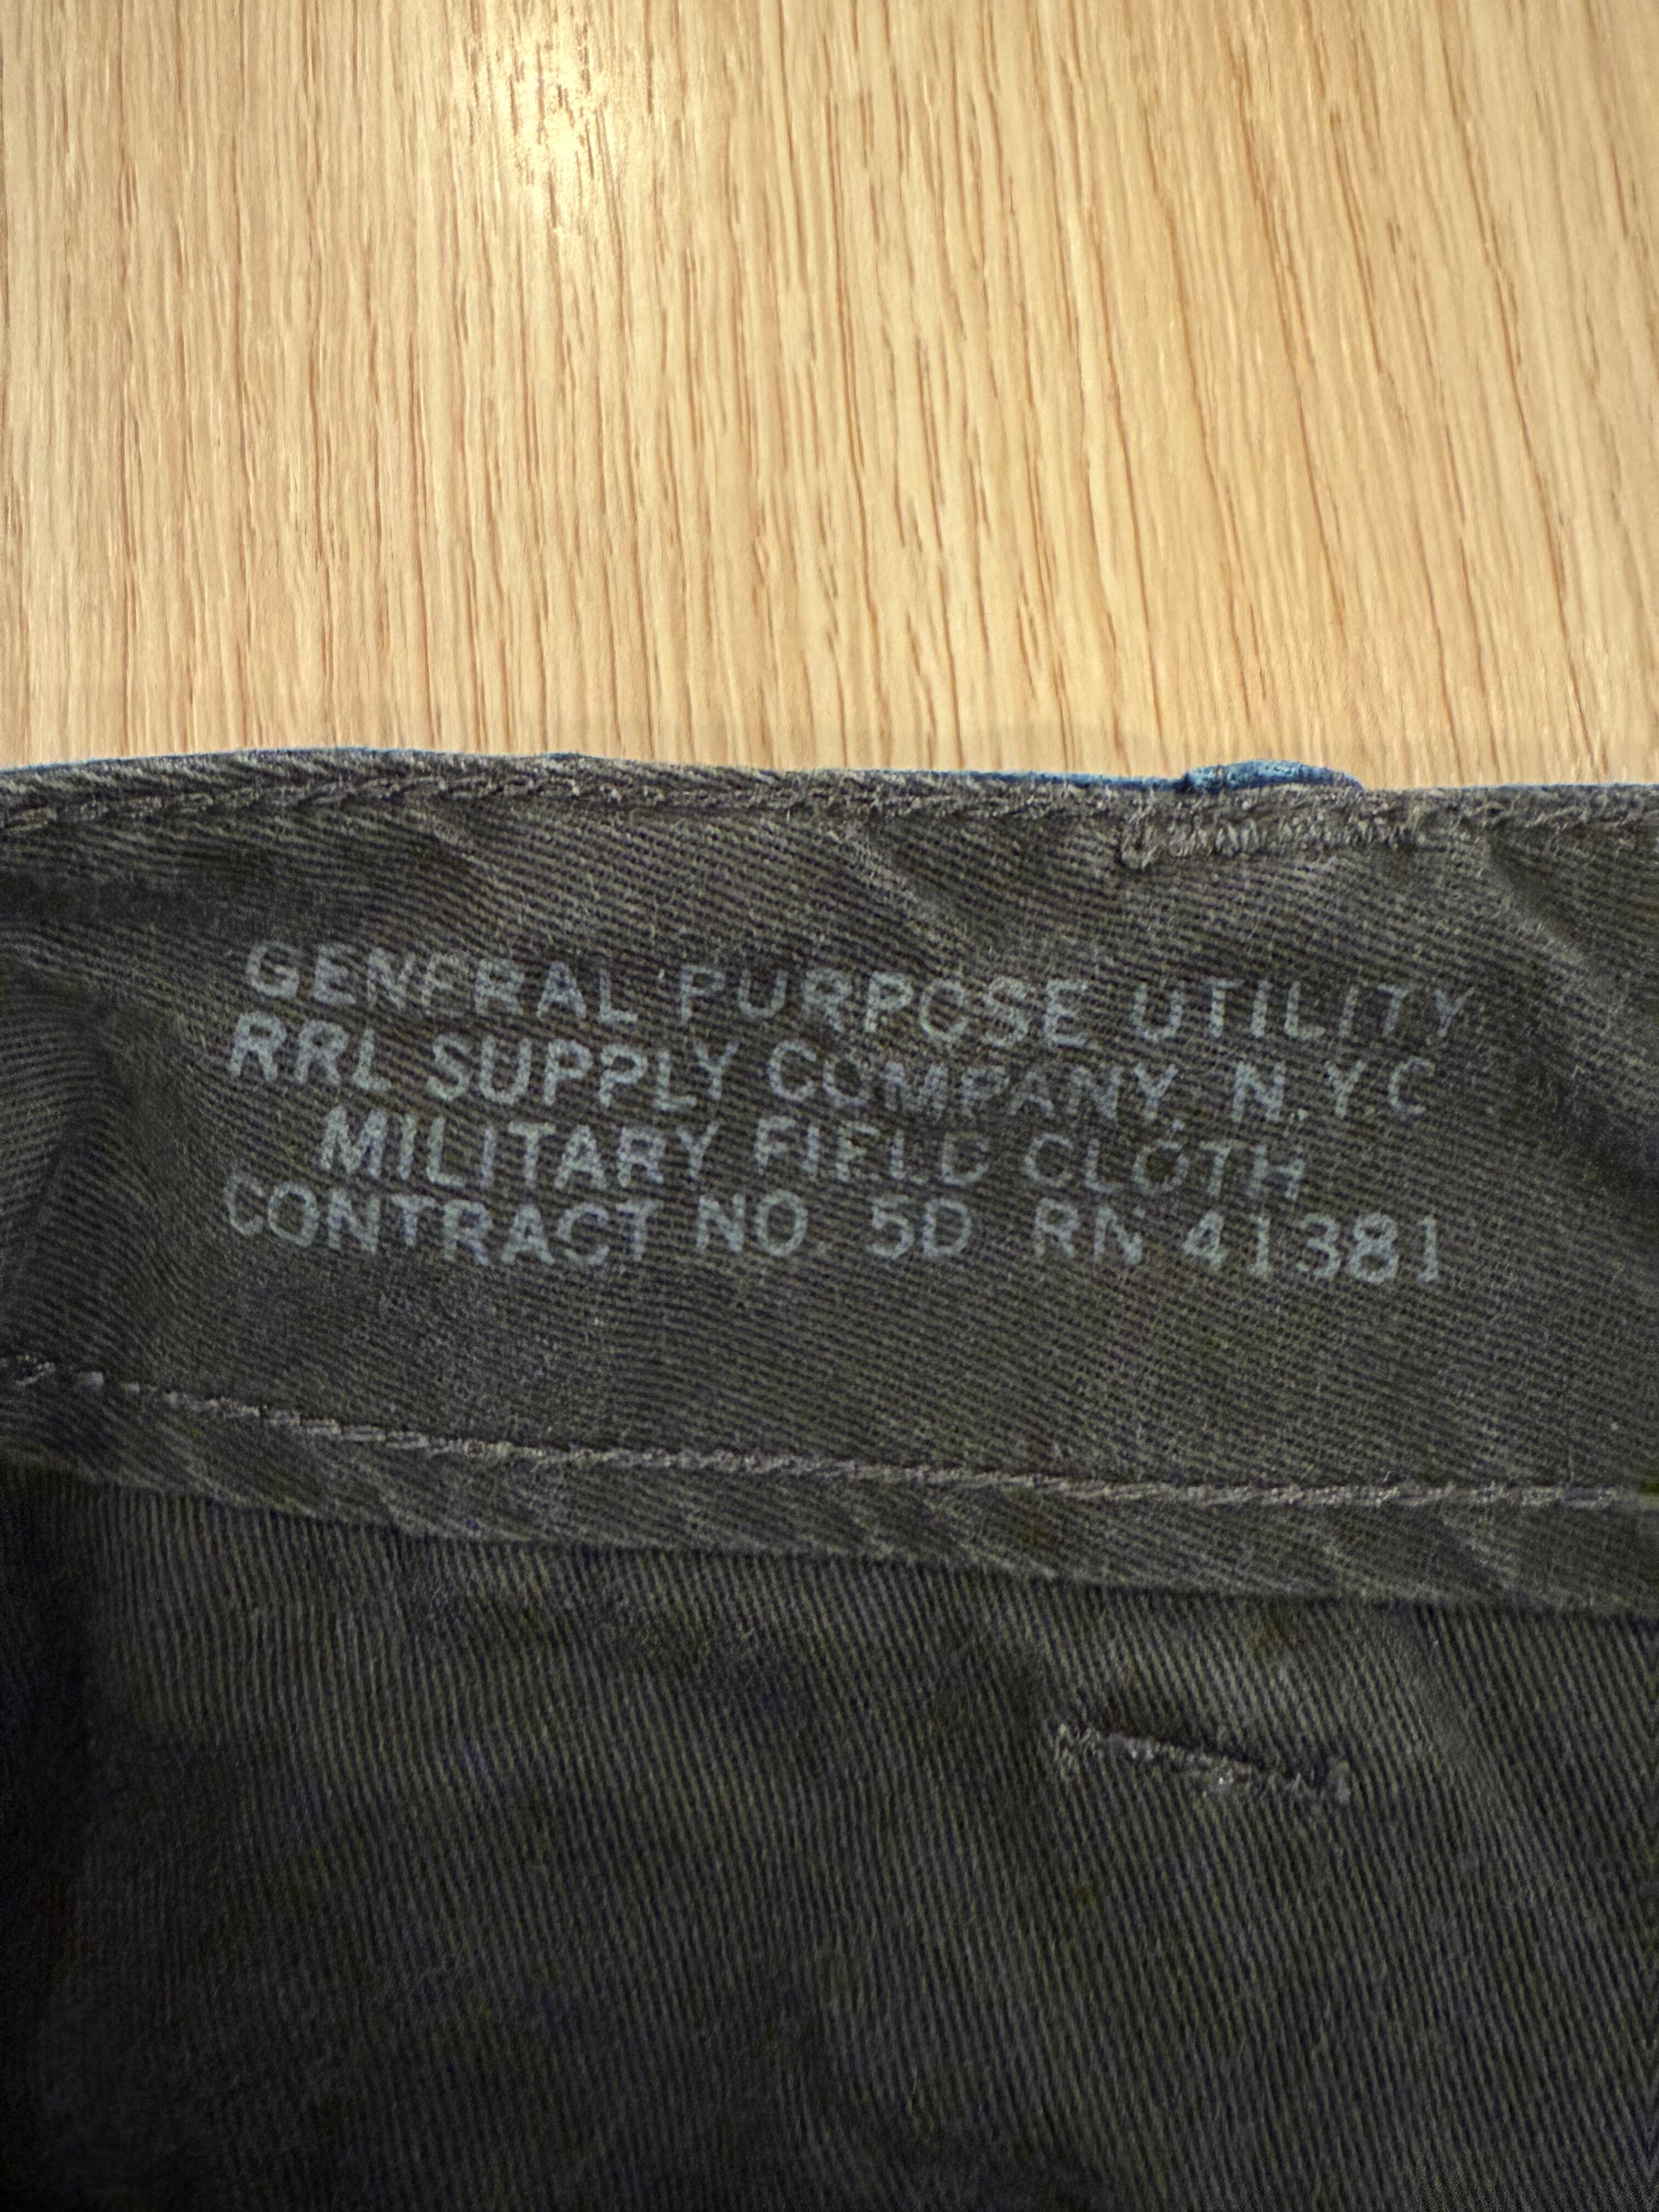 GENERAL PURPOSE UTILITY
RRL SUPPLY COMPANY, N.Y.C
MILITARY FIELD CLOTH
CONTRACT NO. 5D RN 41381